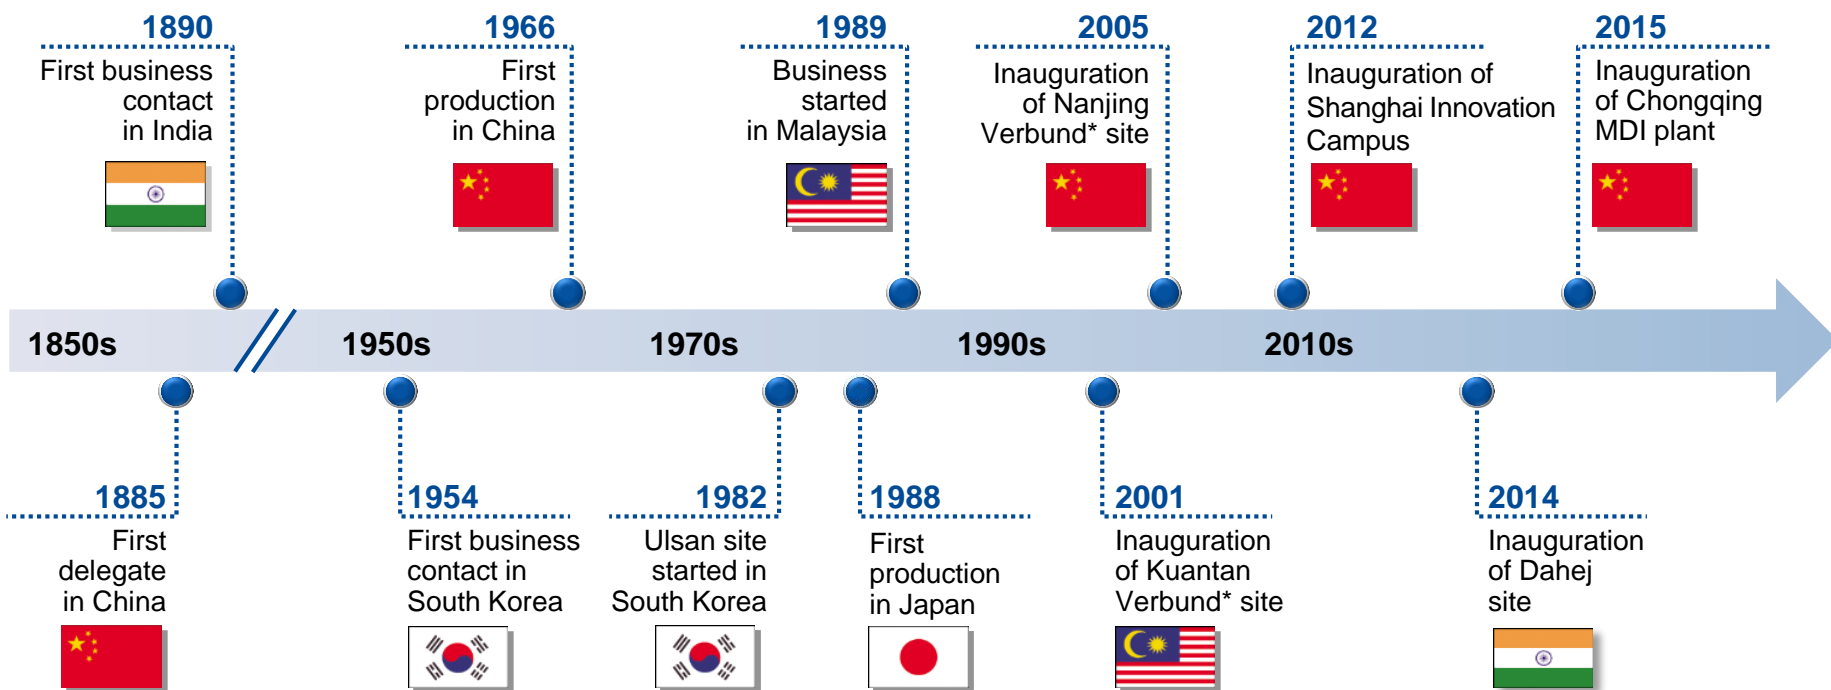 1890
First business
contact
in India
1966
First
production
in China
1989
Business
started
in Malaysia
2005
Inauguration
of Nanjing
Verbund* site
2012
Inauguration of
Shanghai Innovation
Campus
2015
Inauguration
of Chongqing
MDI plant
1850s
1950s
1970s
1990s
2010s
1885
First
delegate
in China
1954
First business
contact in
South Korea
1982
Ulsan site
started in
South Korea
1988
First
production
in Japan
2001
Inauguration
of Kuantan
Verbund* site
2014
Inauguration
of Dahej
site